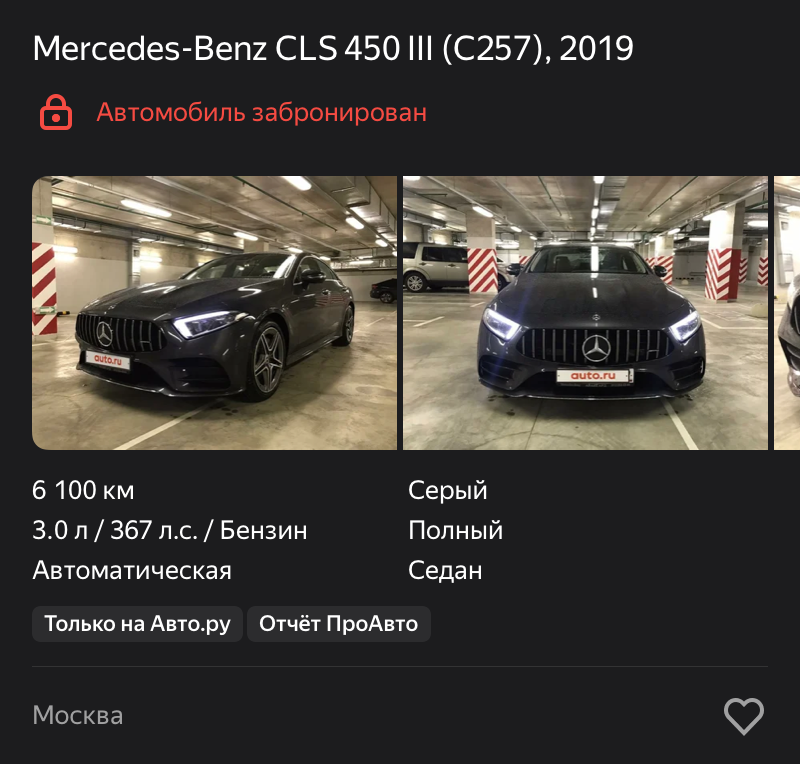 Mercedes-Benz CLS 450 III (C257), 2019
Автомобиль забронирован
auto.ru
auto.ru
6 100 км
Серый
3.0 л / 367 л.с. / Бензин
Полный
Автоматическая
Седан
Только на Авто.ру
Отчёт ПроАвто
Москва